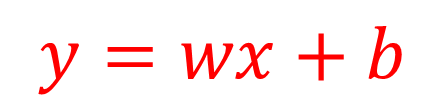 y = wx + b